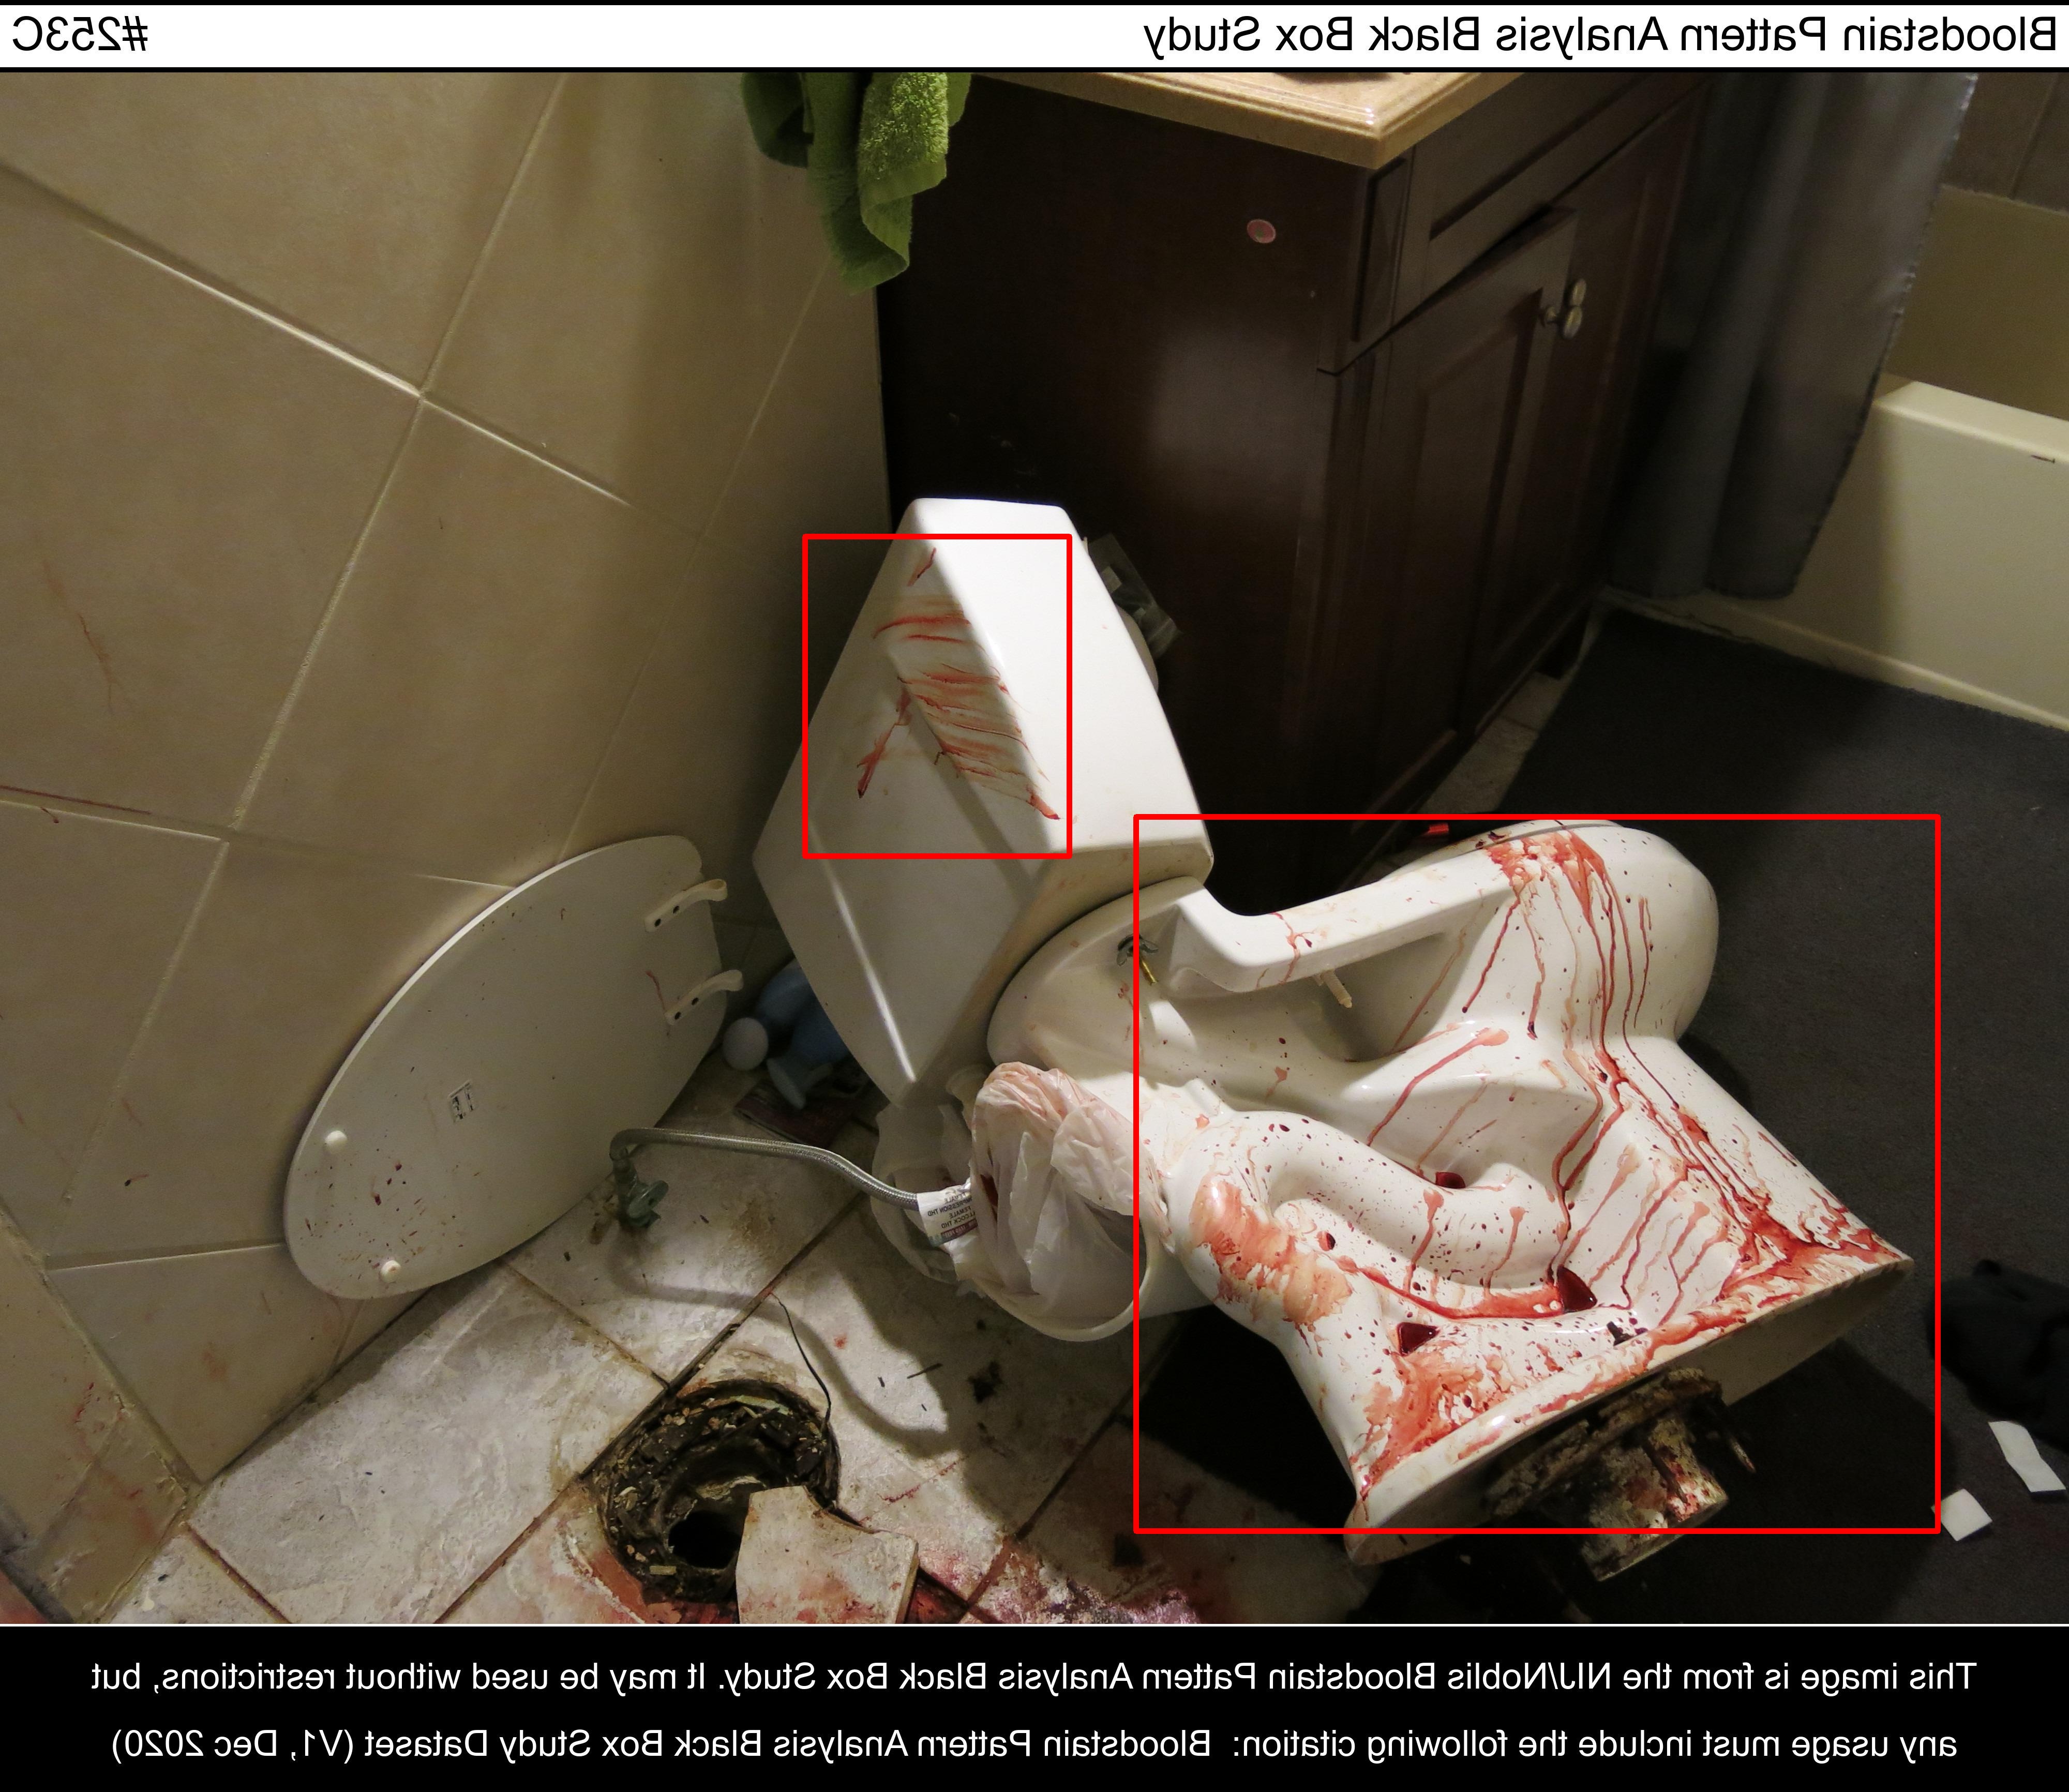 Bloodstain Pattern Analysis Black Box Study #253C
This image is from the NIJ/Noblis Bloodstain Pattern Analysis Black Box Study. It may be used without restrictions, but
any usage must include the following citation: Bloodstain Pattern Analysis Black Box Study Dataset (V1, Dec 2020)